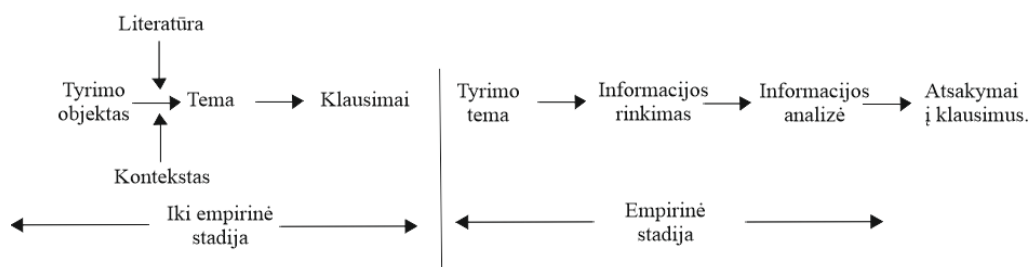 Literatūra
Tyrimo
objektas
Tema
Klausimai
Kontekstas
Iki empirinė
stadija
Tyrimo
tema
Informacijos
rinkimas
Informacijos
analizė
Atsakymai
į klausimus.
Empirinė
stadija